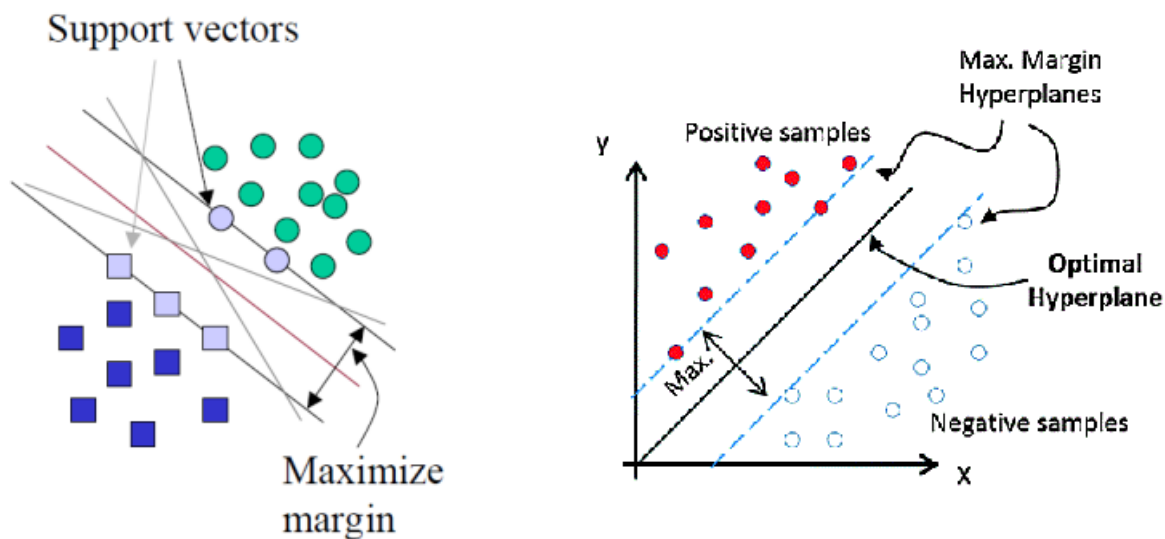 Support vectors
Maximize
margin
Max. Margin
Hyperplanes
Positive samples
Y
Optimal
Hyperplane
Max.
Negative samples
X